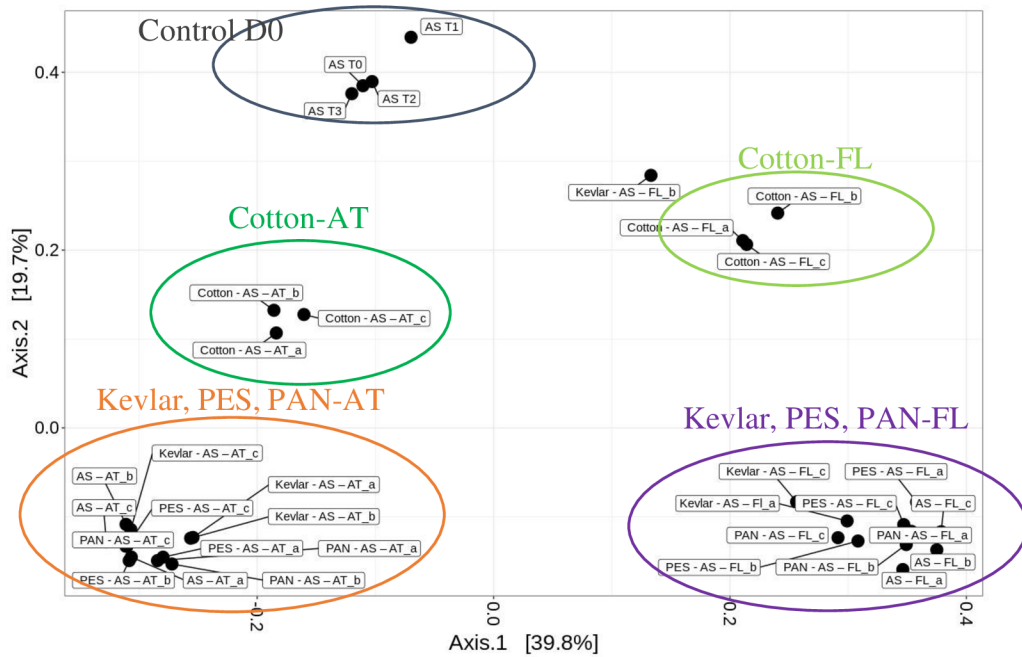 Control D0
AS T1
0.4
AS T0
AS T2
AS T3
Cotton-FL
Kevlar - AS – FL_b
Cotton - AS – FL_b
Cotton-AT
Cotton - AS – FL_a
0.2
Cotton - AS – FL_c
Cotton - AS – AT_b
Cotton - AS – AT_c
Cotton - AS – AT_a
Axis.2 [19.7%]
Kevlar, PES, PAN-AT
Kevlar, PES, PAN-FL
0.0
Kevlar - AS – AT_c
AS – AT_b
Kevlar - AS – AT_a
AS – AT_c
PES - AS – AT_c
Kevlar - AS – AT_b
PAN - AS – AT_c
PES - AS – AT_a
PAN - AS – AT_a
PES - AS – AT_b
AS – AT_a
PAN - AS – AT_b
Kevlar - AS – FL_c
PES - AS – FL_a
Kevlar - AS – Fl_a
PES - AS – FL_c
AS – FL_c
PAN - AS – FL_c
PAN - AS – FL_a
PES - AS – FL_b
PAN - AS – FL_b
AS – FL_b
AS – FL_a
-0.2
0.0
0.2
0.4
Axis.1 [39.8%]